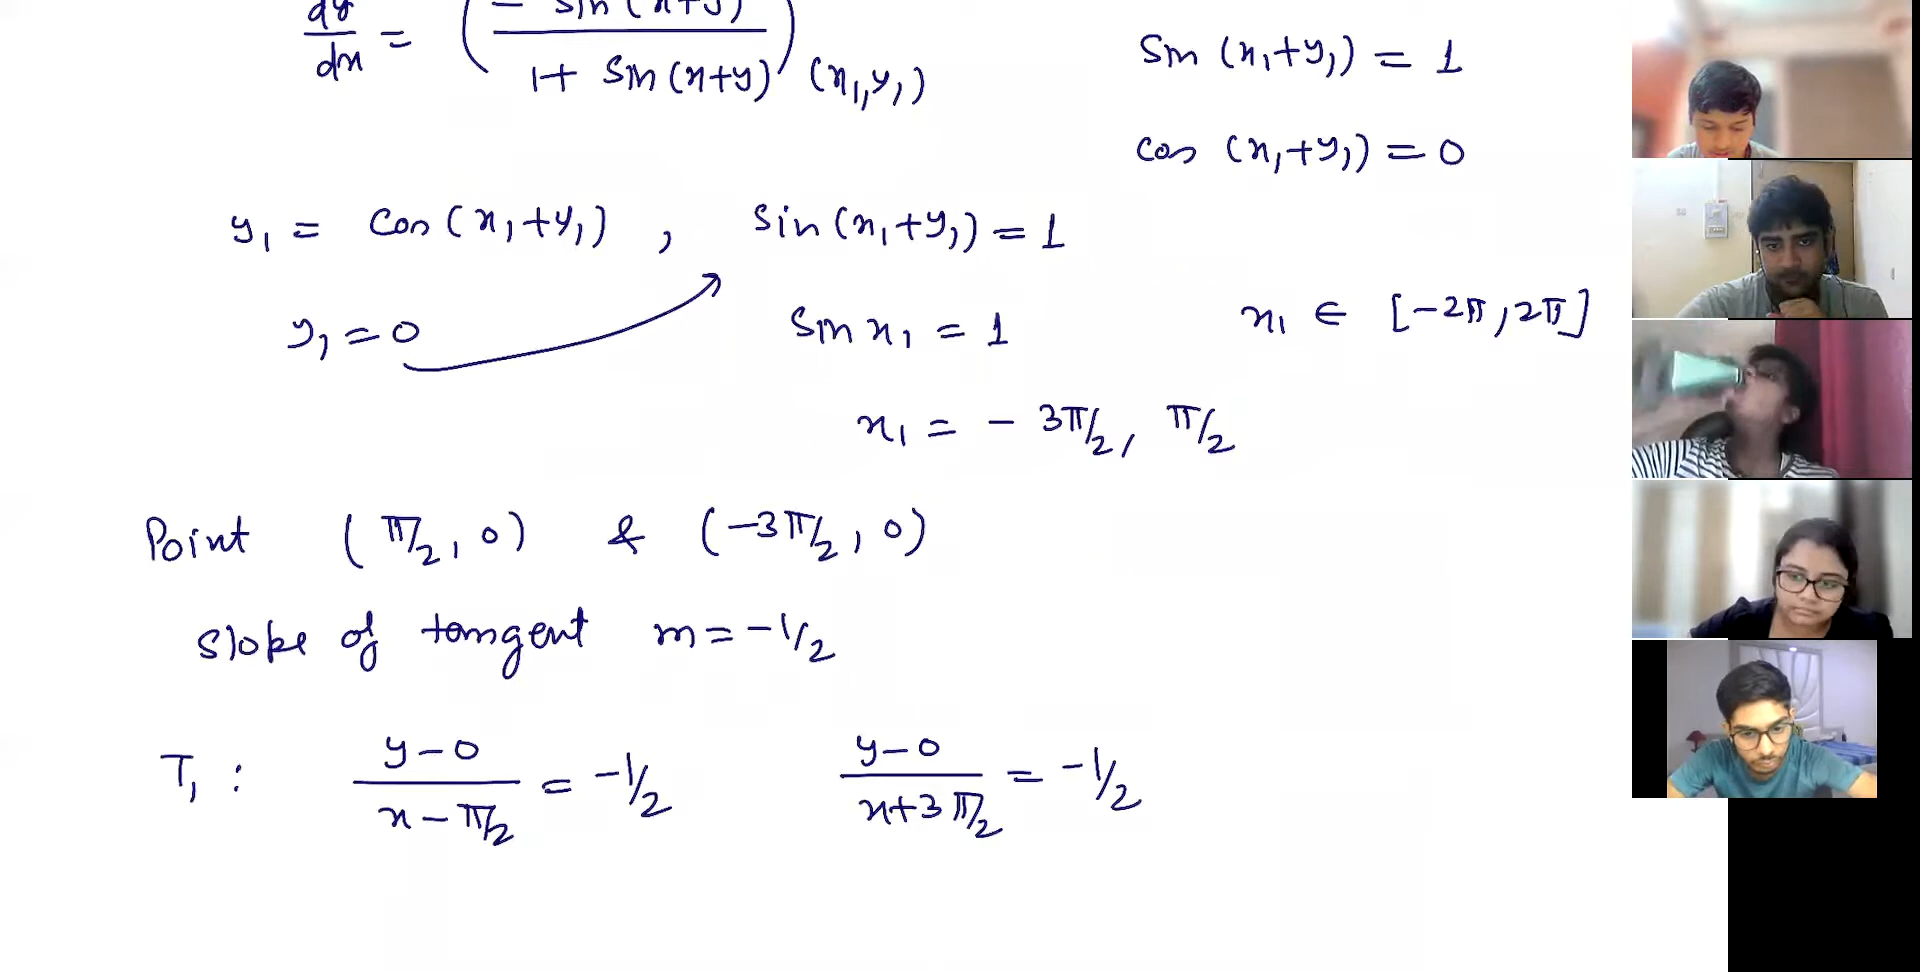 dy/dx = (- sin(x+y) / 1+ Sin(x+y)) (x₁,y₁)
Sin (x₁+y₁) = 1
cos (x₁+y₁) = 0
y₁ = Cos(x₁+y₁) , Sin(x₁+y₁) = 1
y₁ = 0
Sin x₁ = 1
x₁ ∈ [-2π, 2π]
x₁ = - 3π/2, π/2
Point (π/2, 0) & (-3π/2, 0)
slope of tangent m = -1/2
T₁ : y-0 / x-π/2 = -1/2
y-0 / x+3π/2 = -1/2